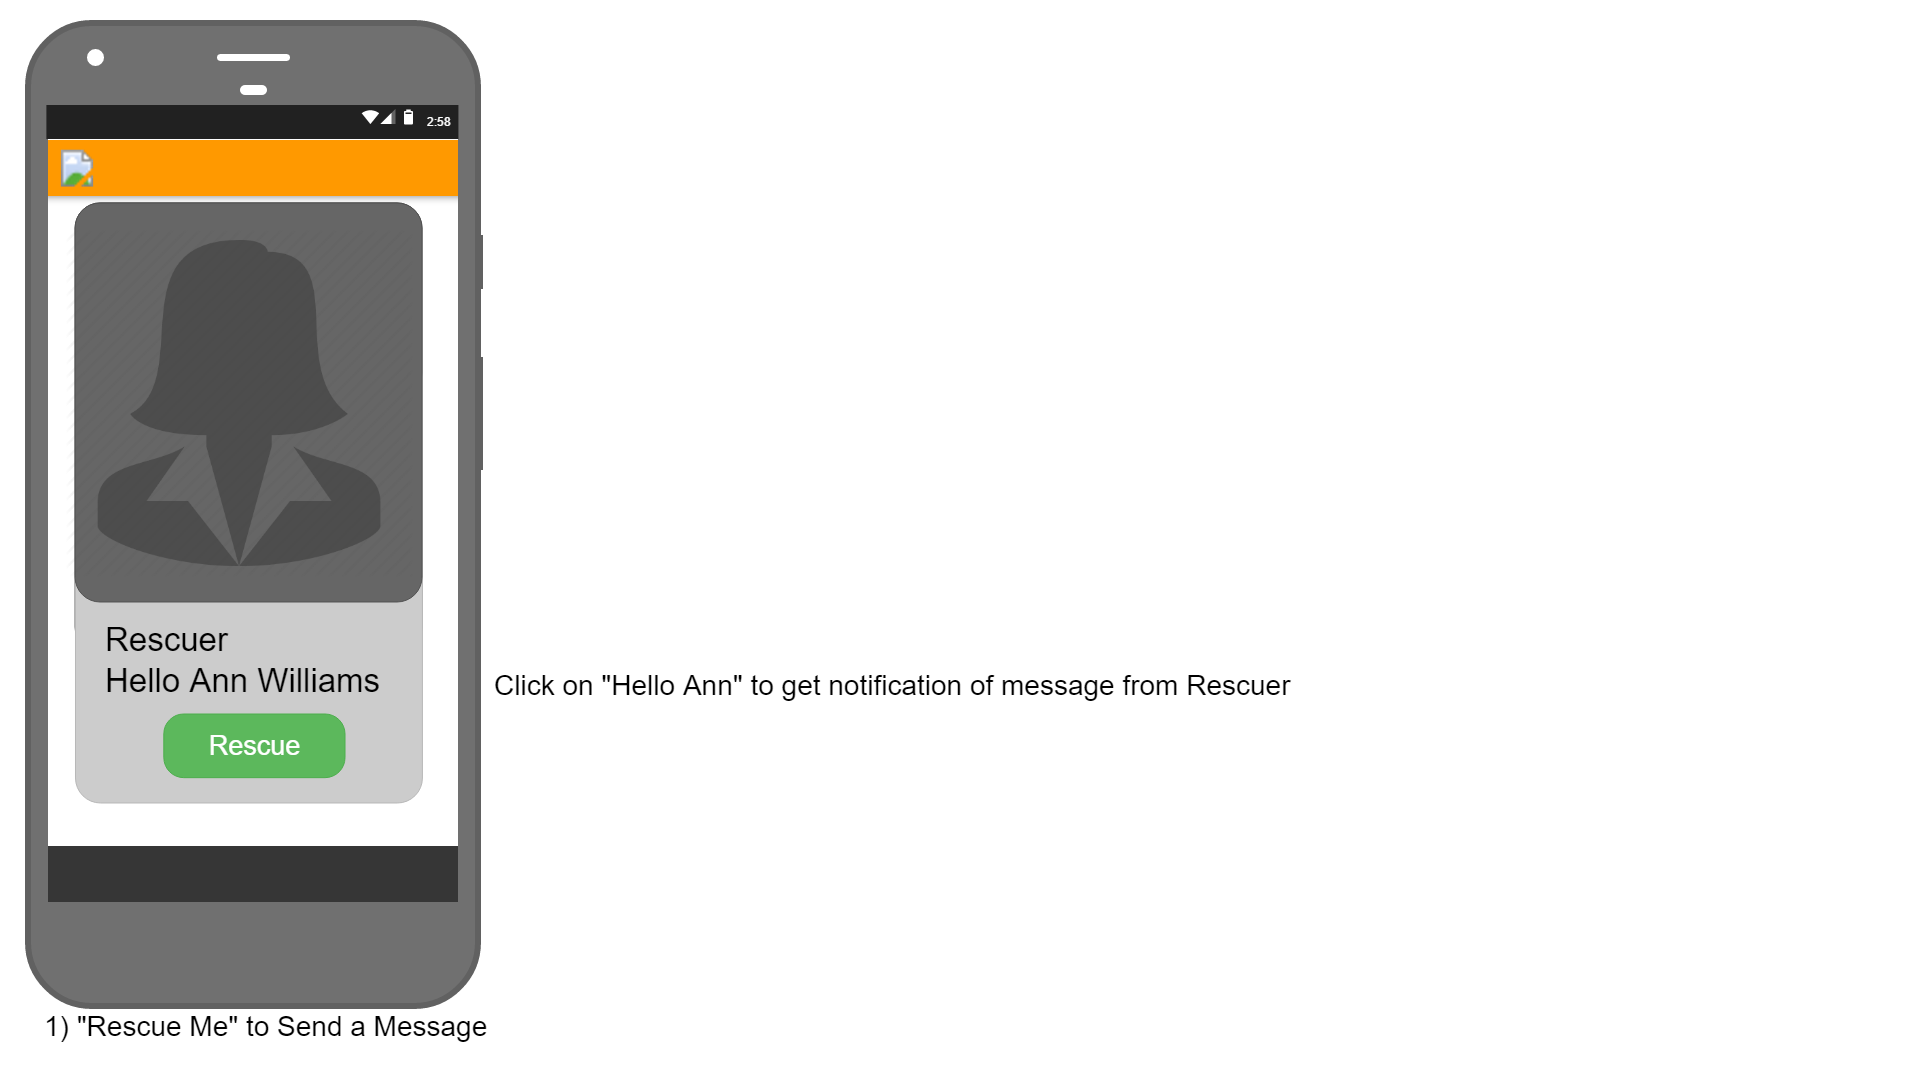 2:58
Rescuer
Hello Ann Williams
Click on "Hello Ann" to get notification of message from Rescuer
Rescue
1) "Rescue Me" to Send a Message